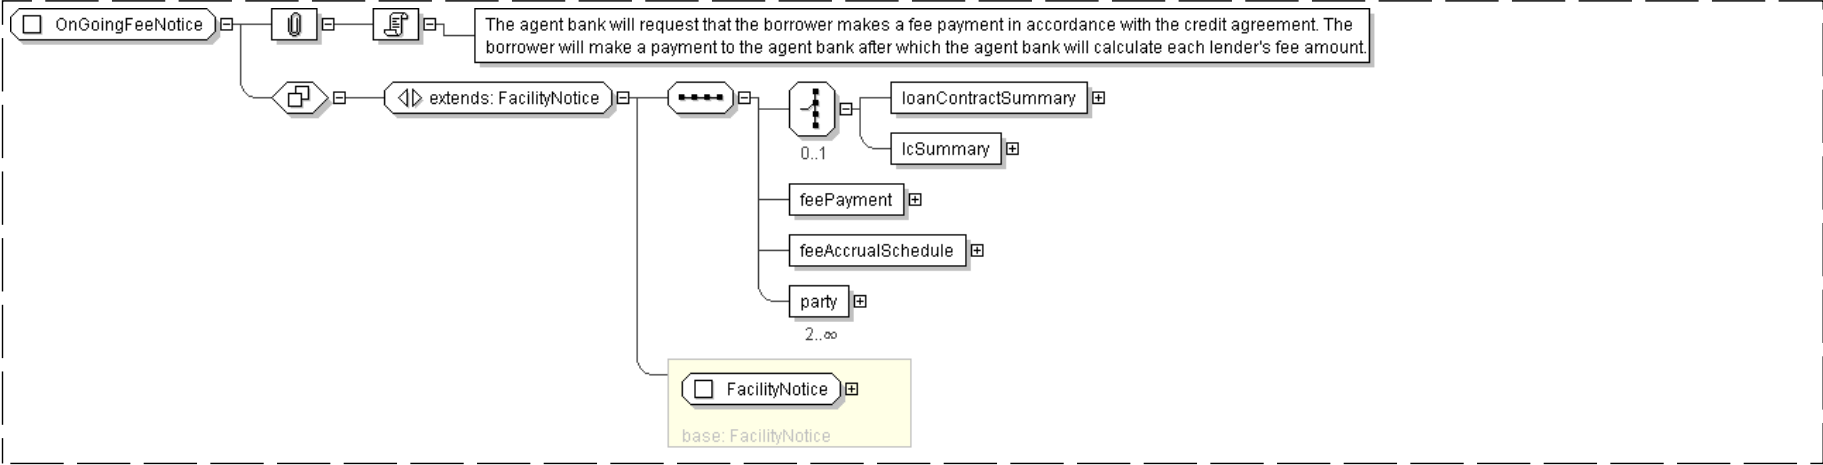 OnGoingFeeNotice
The agent bank will request that the borrower makes a fee payment in accordance with the credit agreement. The
borrower will make a payment to the agent bank after which the agent bank will calculate each lender's fee amount.
extends: FacilityNotice
loanContractSummary
0..1
lcSummary
feePayment
feeAccrualSchedule
party
2..∞
FacilityNotice
base: FacilityNotice